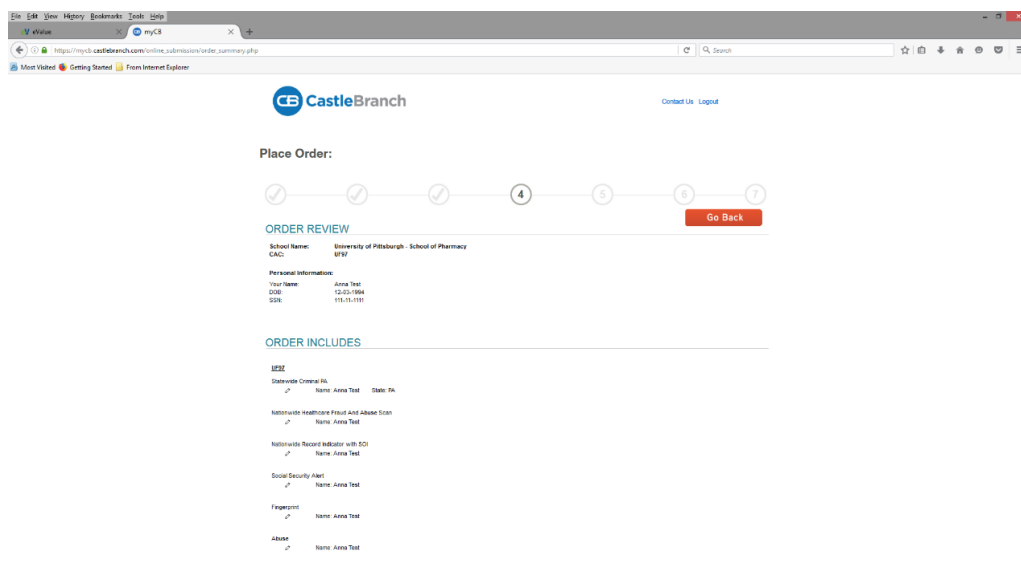 File Edit View History Bookmarks Tools Help
eValue myCB
https://mycb.castlebranch.com/online_submission/order_summary.php Search
Most Visited Getting Started From Internet Explorer
CB CastleBranch
Contact Us Logout
Place Order:
4 5 6 7
Go Back
ORDER REVIEW
School Name: University of Pittsburgh - School of Pharmacy
CAC: UF97
Personal Information:
Your Name: Anna Test
DOB: 12-03-1994
SSN: 111-11-1111
ORDER INCLUDES
UF97
Statewide Criminal PA
Name: Anna Test State: PA
Nationwide Healthcare Fraud And Abuse Scan
Name: Anna Test
Nationwide Record Indicator with SOI
Name: Anna Test
Social Security Alert
Name: Anna Test
Fingerprint
Name: Anna Test
Abuse
Name: Anna Test